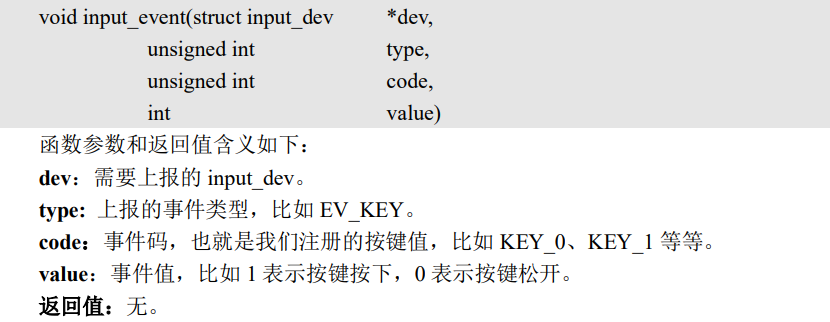 void input_event(struct input_dev *dev,
unsigned int type,
unsigned int code,
int value)
函数参数和返回值含义如下：
dev：需要上报的 input_dev。
type: 上报的事件类型，比如 EV_KEY。
code：事件码，也就是我们注册的按键值，比如 KEY_0、KEY_1 等等。
value：事件值，比如 1 表示按键按下，0 表示按键松开。
返回值：无。